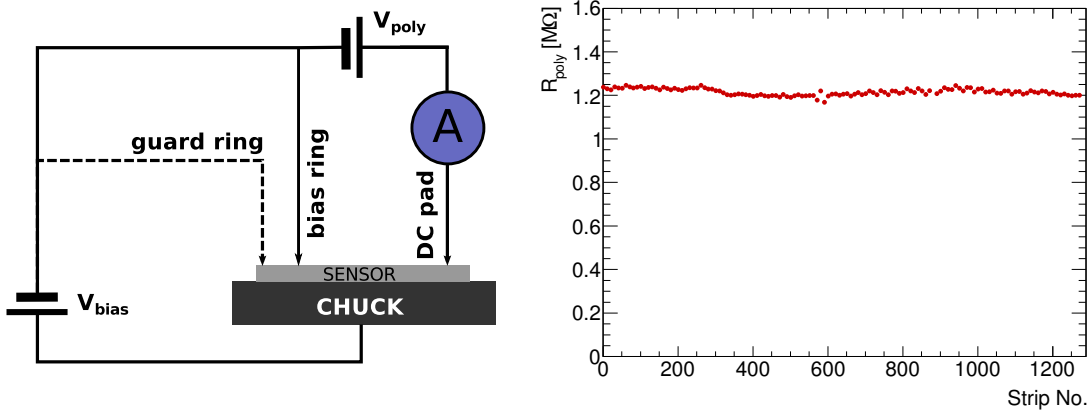 V_poly
A
guard ring
bias ring
DC pad
SENSOR
CHUCK
V_bias
R_poly [MΩ]
1.6
1.4
1.2
1
0.8
0.6
0.4
0.2
0
0 200 400 600 800 1000 1200
Strip No.